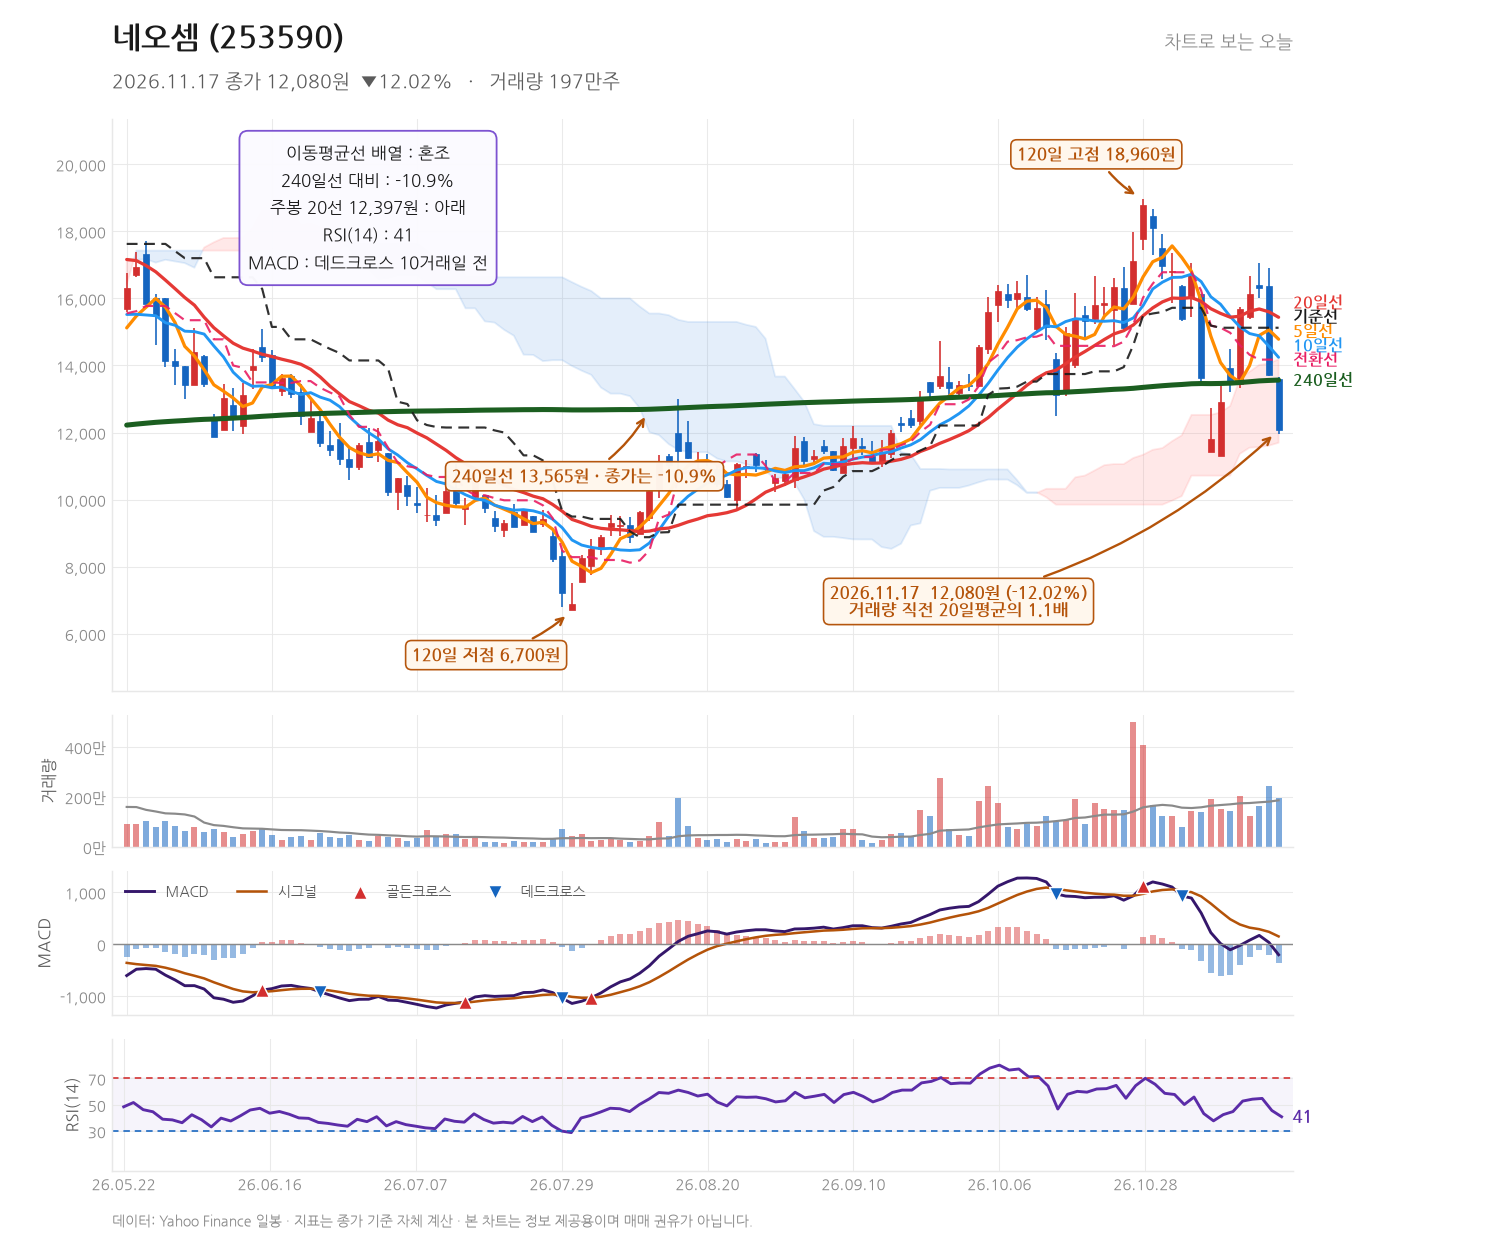 네오셈 (253590)
차트로 보는 오늘
2026.11.17 종가 12,080원 ▼12.02% · 거래량 197만주
이동평균선 배열 : 혼조
240일선 대비 : -10.9%
주봉 20선 12,397원 : 아래
RSI(14) : 41
MACD : 데드크로스 10거래일 전
120일 고점 18,960원
20,000
18,000
16,000
14,000
12,000
10,000
8,000
6,000
20일선
기준선
5일선
10일선
전환선
240일선
240일선 13,565원 · 종가는 -10.9%
2026.11.17 12,080원 (-12.02%)
거래량 직전 20일평균의 1.1배
120일 저점 6,700원
거래량
400만
200만
0만
MACD
1,000
0
-1,000
MACD
시그널
골든크로스
데드크로스
RSI(14)
70
50
30
41
26.05.22
26.06.16
26.07.07
26.07.29
26.08.20
26.09.10
26.10.06
26.10.28
데이터: Yahoo Finance 일봉 · 지표는 종가 기준 자체 계산 · 본 차트는 정보 제공용이며 매매 권유가 아닙니다.